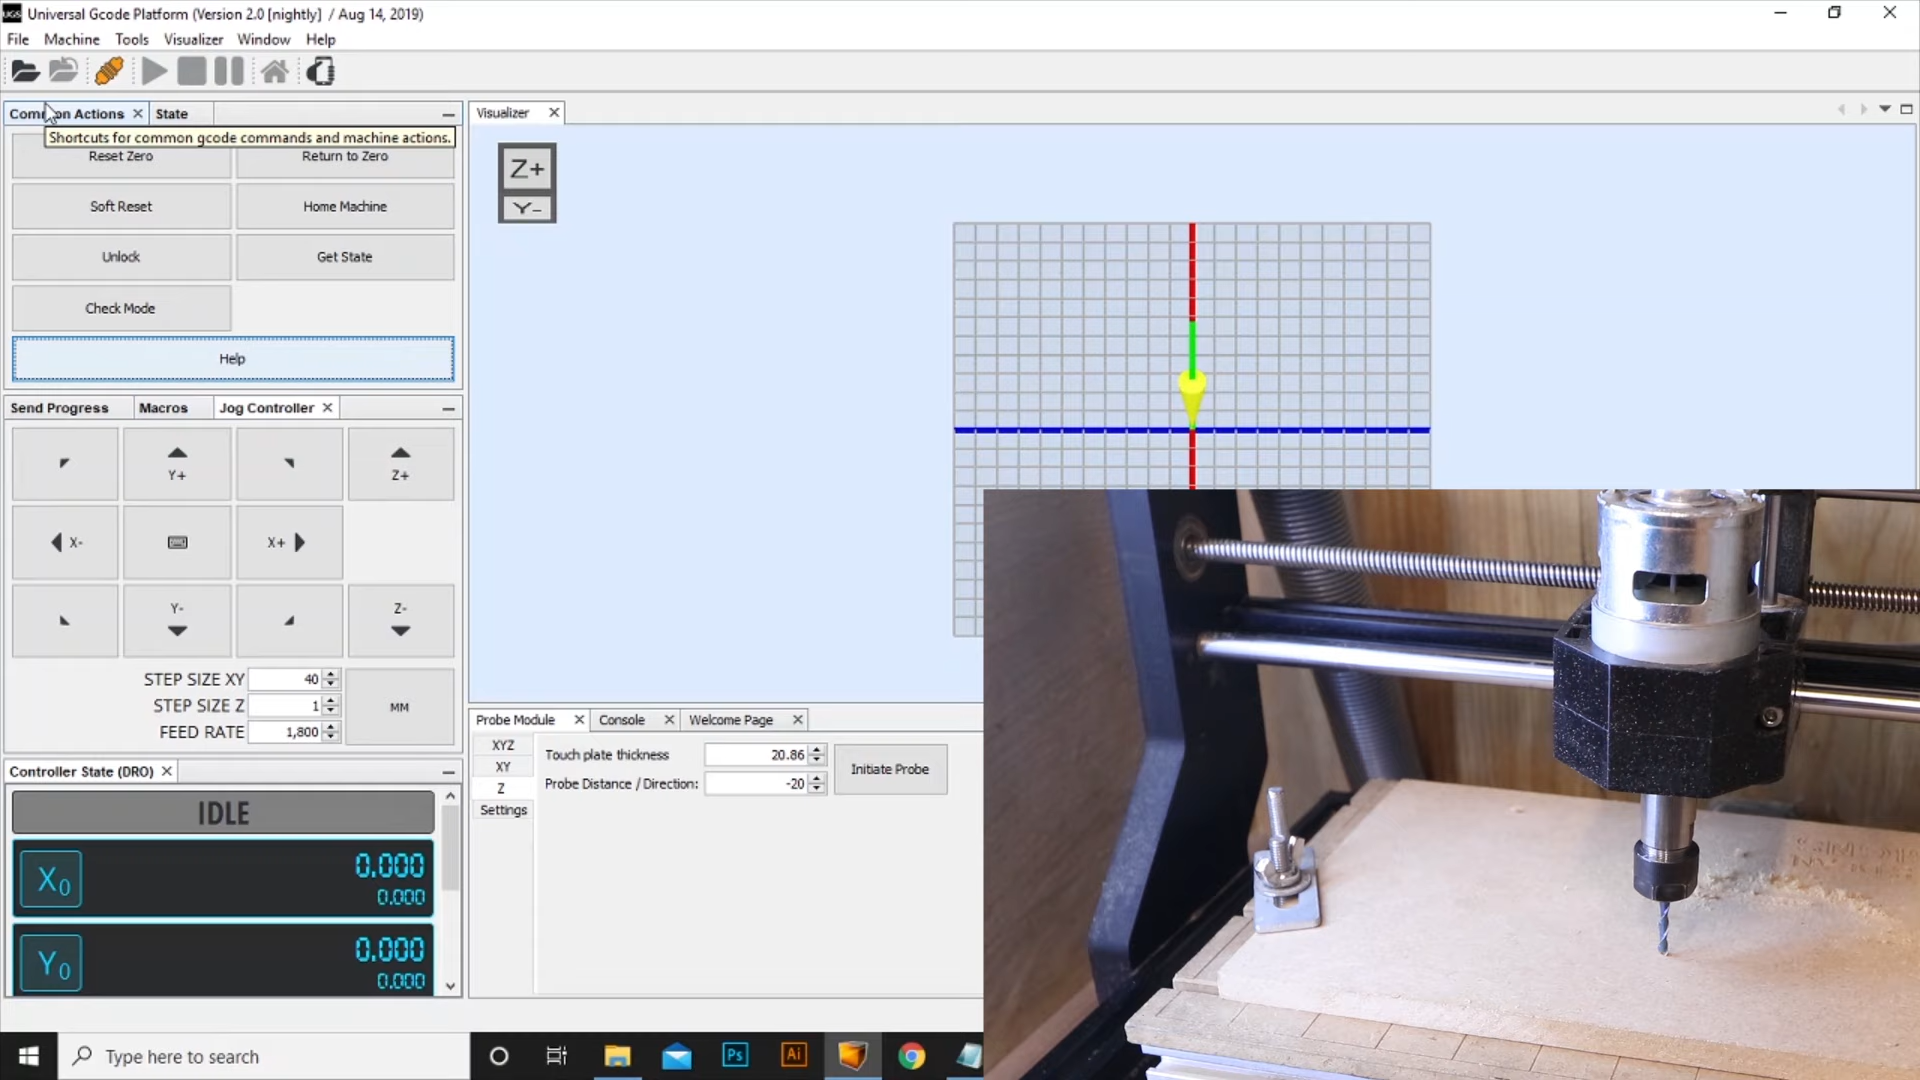 UGS Universal Gcode Platform (Version 2.0 [nightly] / Aug 14, 2019)
File Machine Tools Visualizer Window Help
Common Actions State
Shortcuts for common gcode commands and machine actions.
Reset Zero Return to Zero
Soft Reset Home Machine
Unlock Get State
Check Mode
Help
Send Progress Macros Jog Controller
Y+ Z+
X- X+
Y- Z-
STEP SIZE XY 40
STEP SIZE Z 1
FEED RATE 1,800
MM
Controller State (DRO)
IDLE
X0 0.000
0.000
Y0 0.000
0.000
Visualizer
Z+
Y-
Probe Module Console Welcome Page
XYZ
XY
Z
Settings
Touch plate thickness 20.86
Probe Distance / Direction: -20
Initiate Probe
Type here to search
Ps
Ai